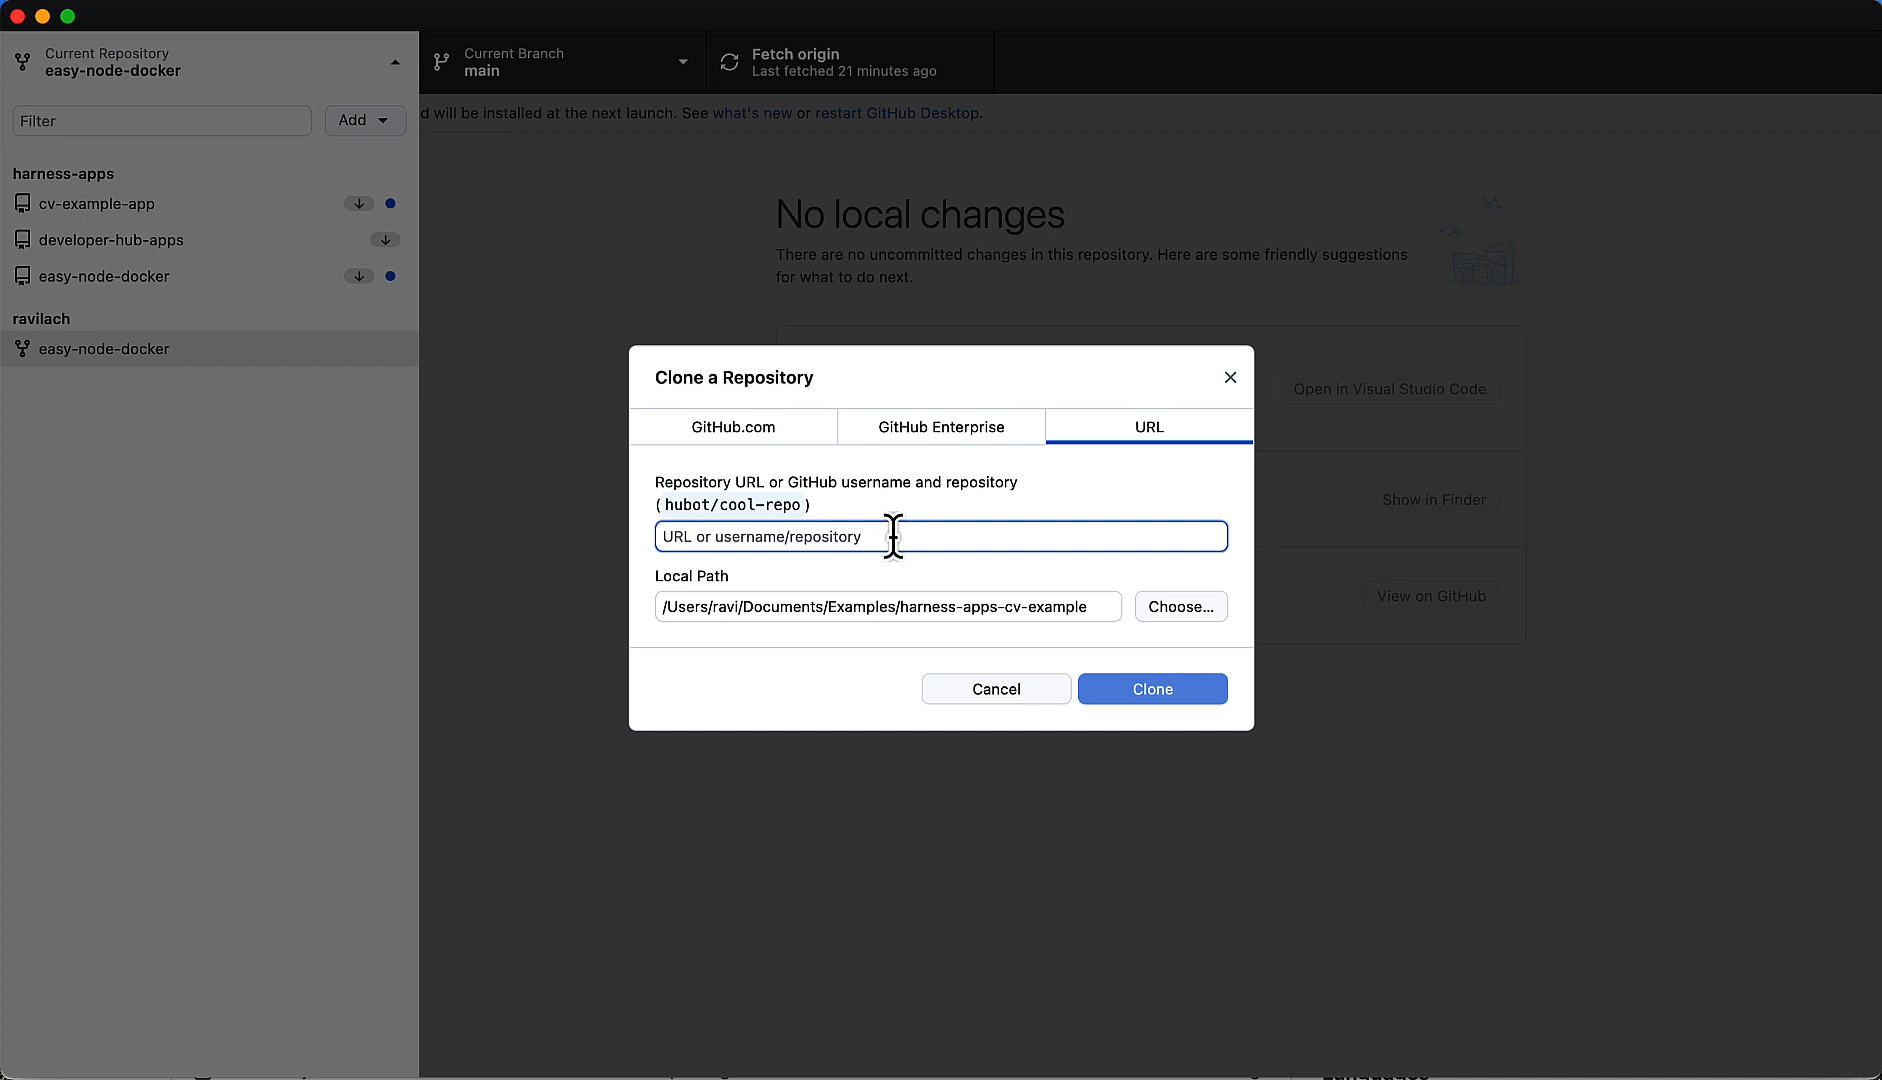 Current Repository
easy-node-docker
Current Branch
main
Fetch origin
Last fetched 21 minutes ago
Filter
Add
d will be installed at the next launch. See what's new or restart GitHub Desktop.
harness-apps
cv-example-app
developer-hub-apps
easy-node-docker
ravilach
easy-node-docker
No local changes
There are no uncommitted changes in this repository. Here are some friendly suggestions
for what to do next.
Open in Visual Studio Code
Show in Finder
View on GitHub
Clone a Repository
GitHub.com
GitHub Enterprise
URL
Repository URL or GitHub username and repository
(hubot/cool-repo)
URL or username/repository
Local Path
/Users/ravi/Documents/Examples/harness-apps-cv-example
Choose...
Cancel
Clone